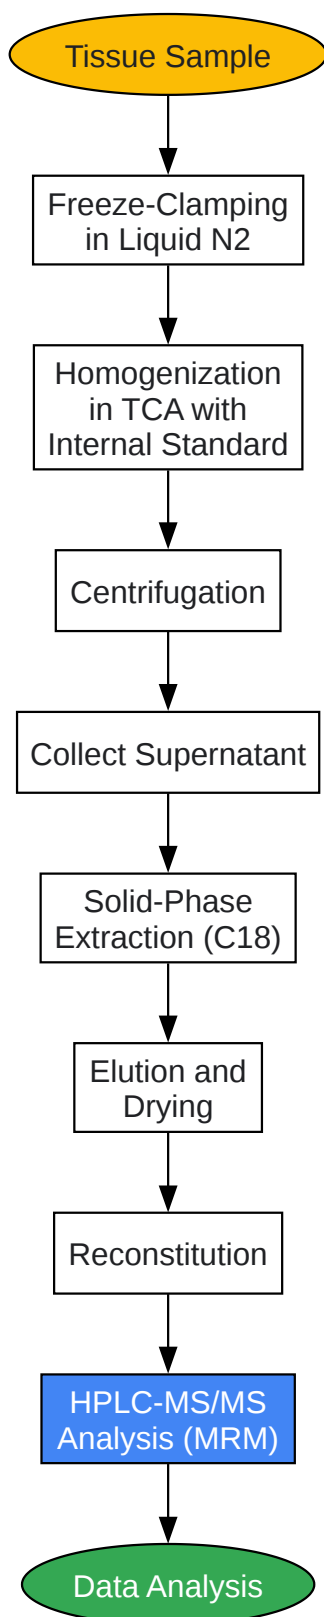 Tissue Sample
Freeze-Clamping
in Liquid N2
Homogenization
in TCA with
Internal Standard
Centrifugation
Collect Supernatant
Solid-Phase
Extraction (C18)
Elution and
Drying
Reconstitution
HPLC-MS/MS
Analysis (MRM)
Data Analysis